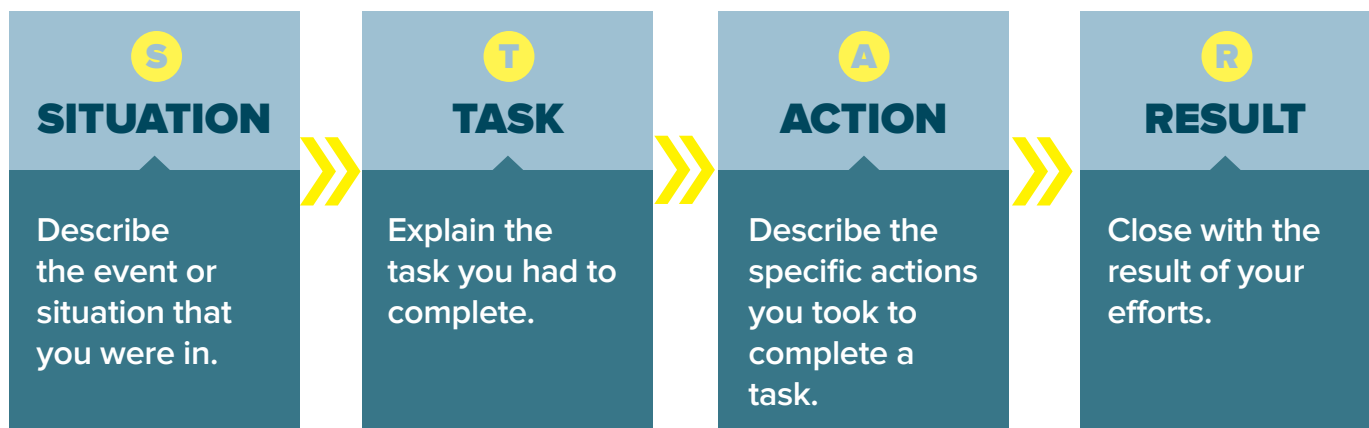 S
SITUATION
Describe
the event or
situation that
you were in.
T
TASK
Explain the
task you had to
complete.
A
ACTION
Describe the
specific actions
you took to
complete a
task.
R
RESULT
Close with the
result of your
efforts.